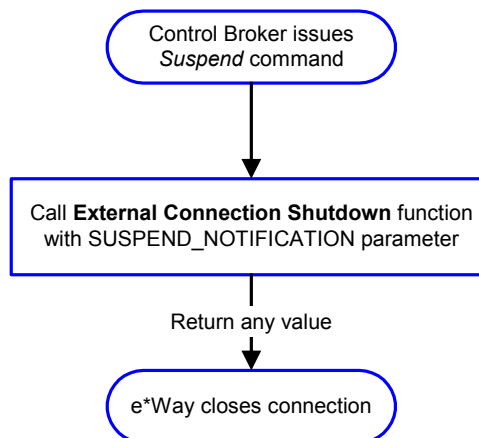 Control Broker issues
Suspend command
Call External Connection Shutdown function
with SUSPEND_NOTIFICATION parameter
Return any value
e*Way closes connection